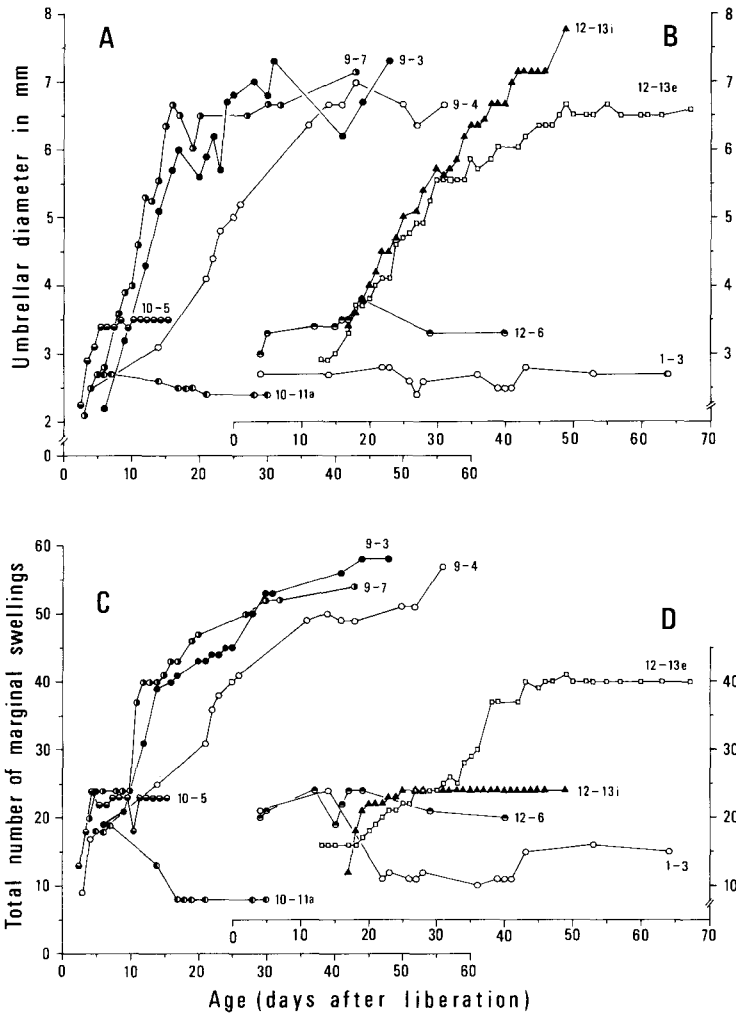 8
7
6
5
4
3
2
0
Umbrellar diameter in mm
A
B
9-7
9-3
9-4
12-13i
12-13e
10-5
12-6
10-11a
1-3
8
7
6
5
4
3
0 10 20 30 40 50 60 70
0 10 20 30 40 50 60
60
50
40
30
20
10
0
Total number of marginal swellings
C
D
9-3
9-7
9-4
12-13e
10-5
12-13i
12-6
10-11a
1-3
40
30
20
10
0 10 20 30 40 50 60 70
0 10 20 30 40 50 60
Age (days after liberation)